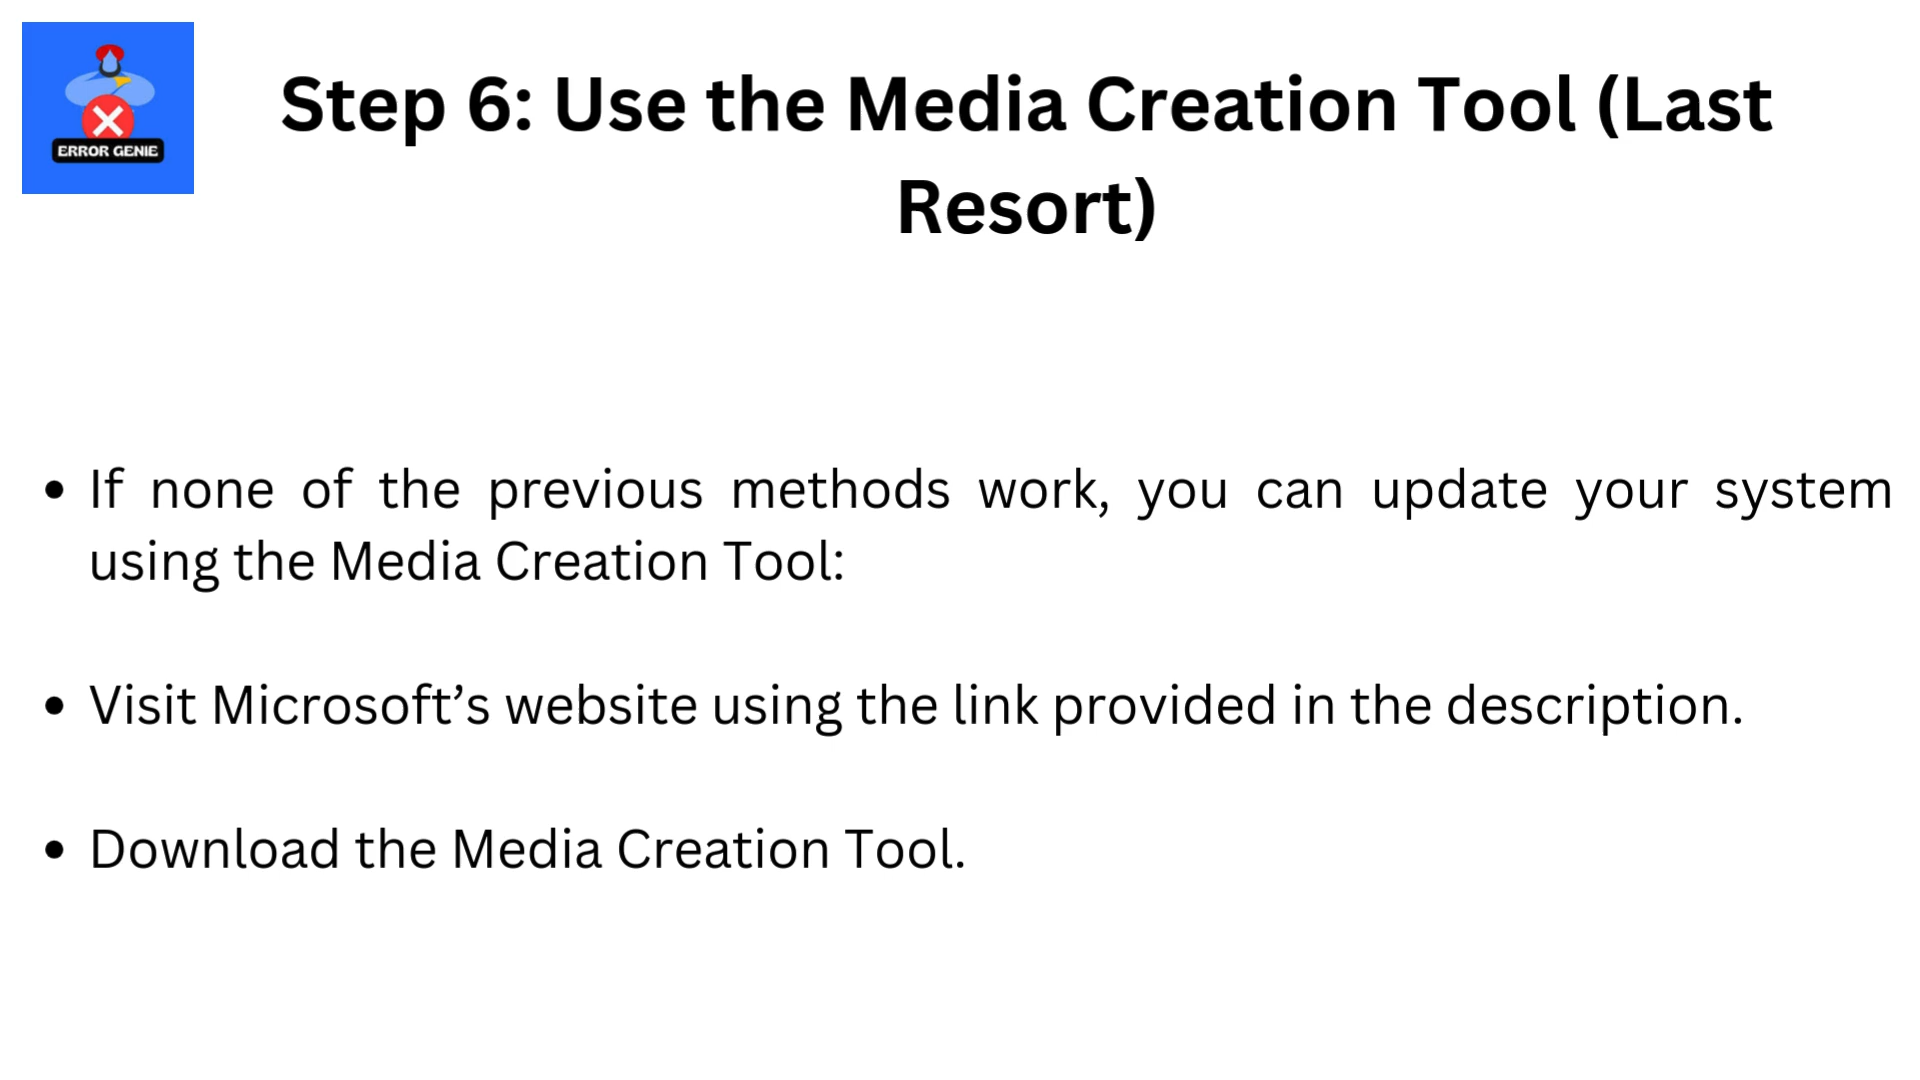 ERROR GENIE
Step 6: Use the Media Creation Tool (Last
Resort)
• If none of the previous methods work, you can update your system
using the Media Creation Tool:
• Visit Microsoft’s website using the link provided in the description.
• Download the Media Creation Tool.